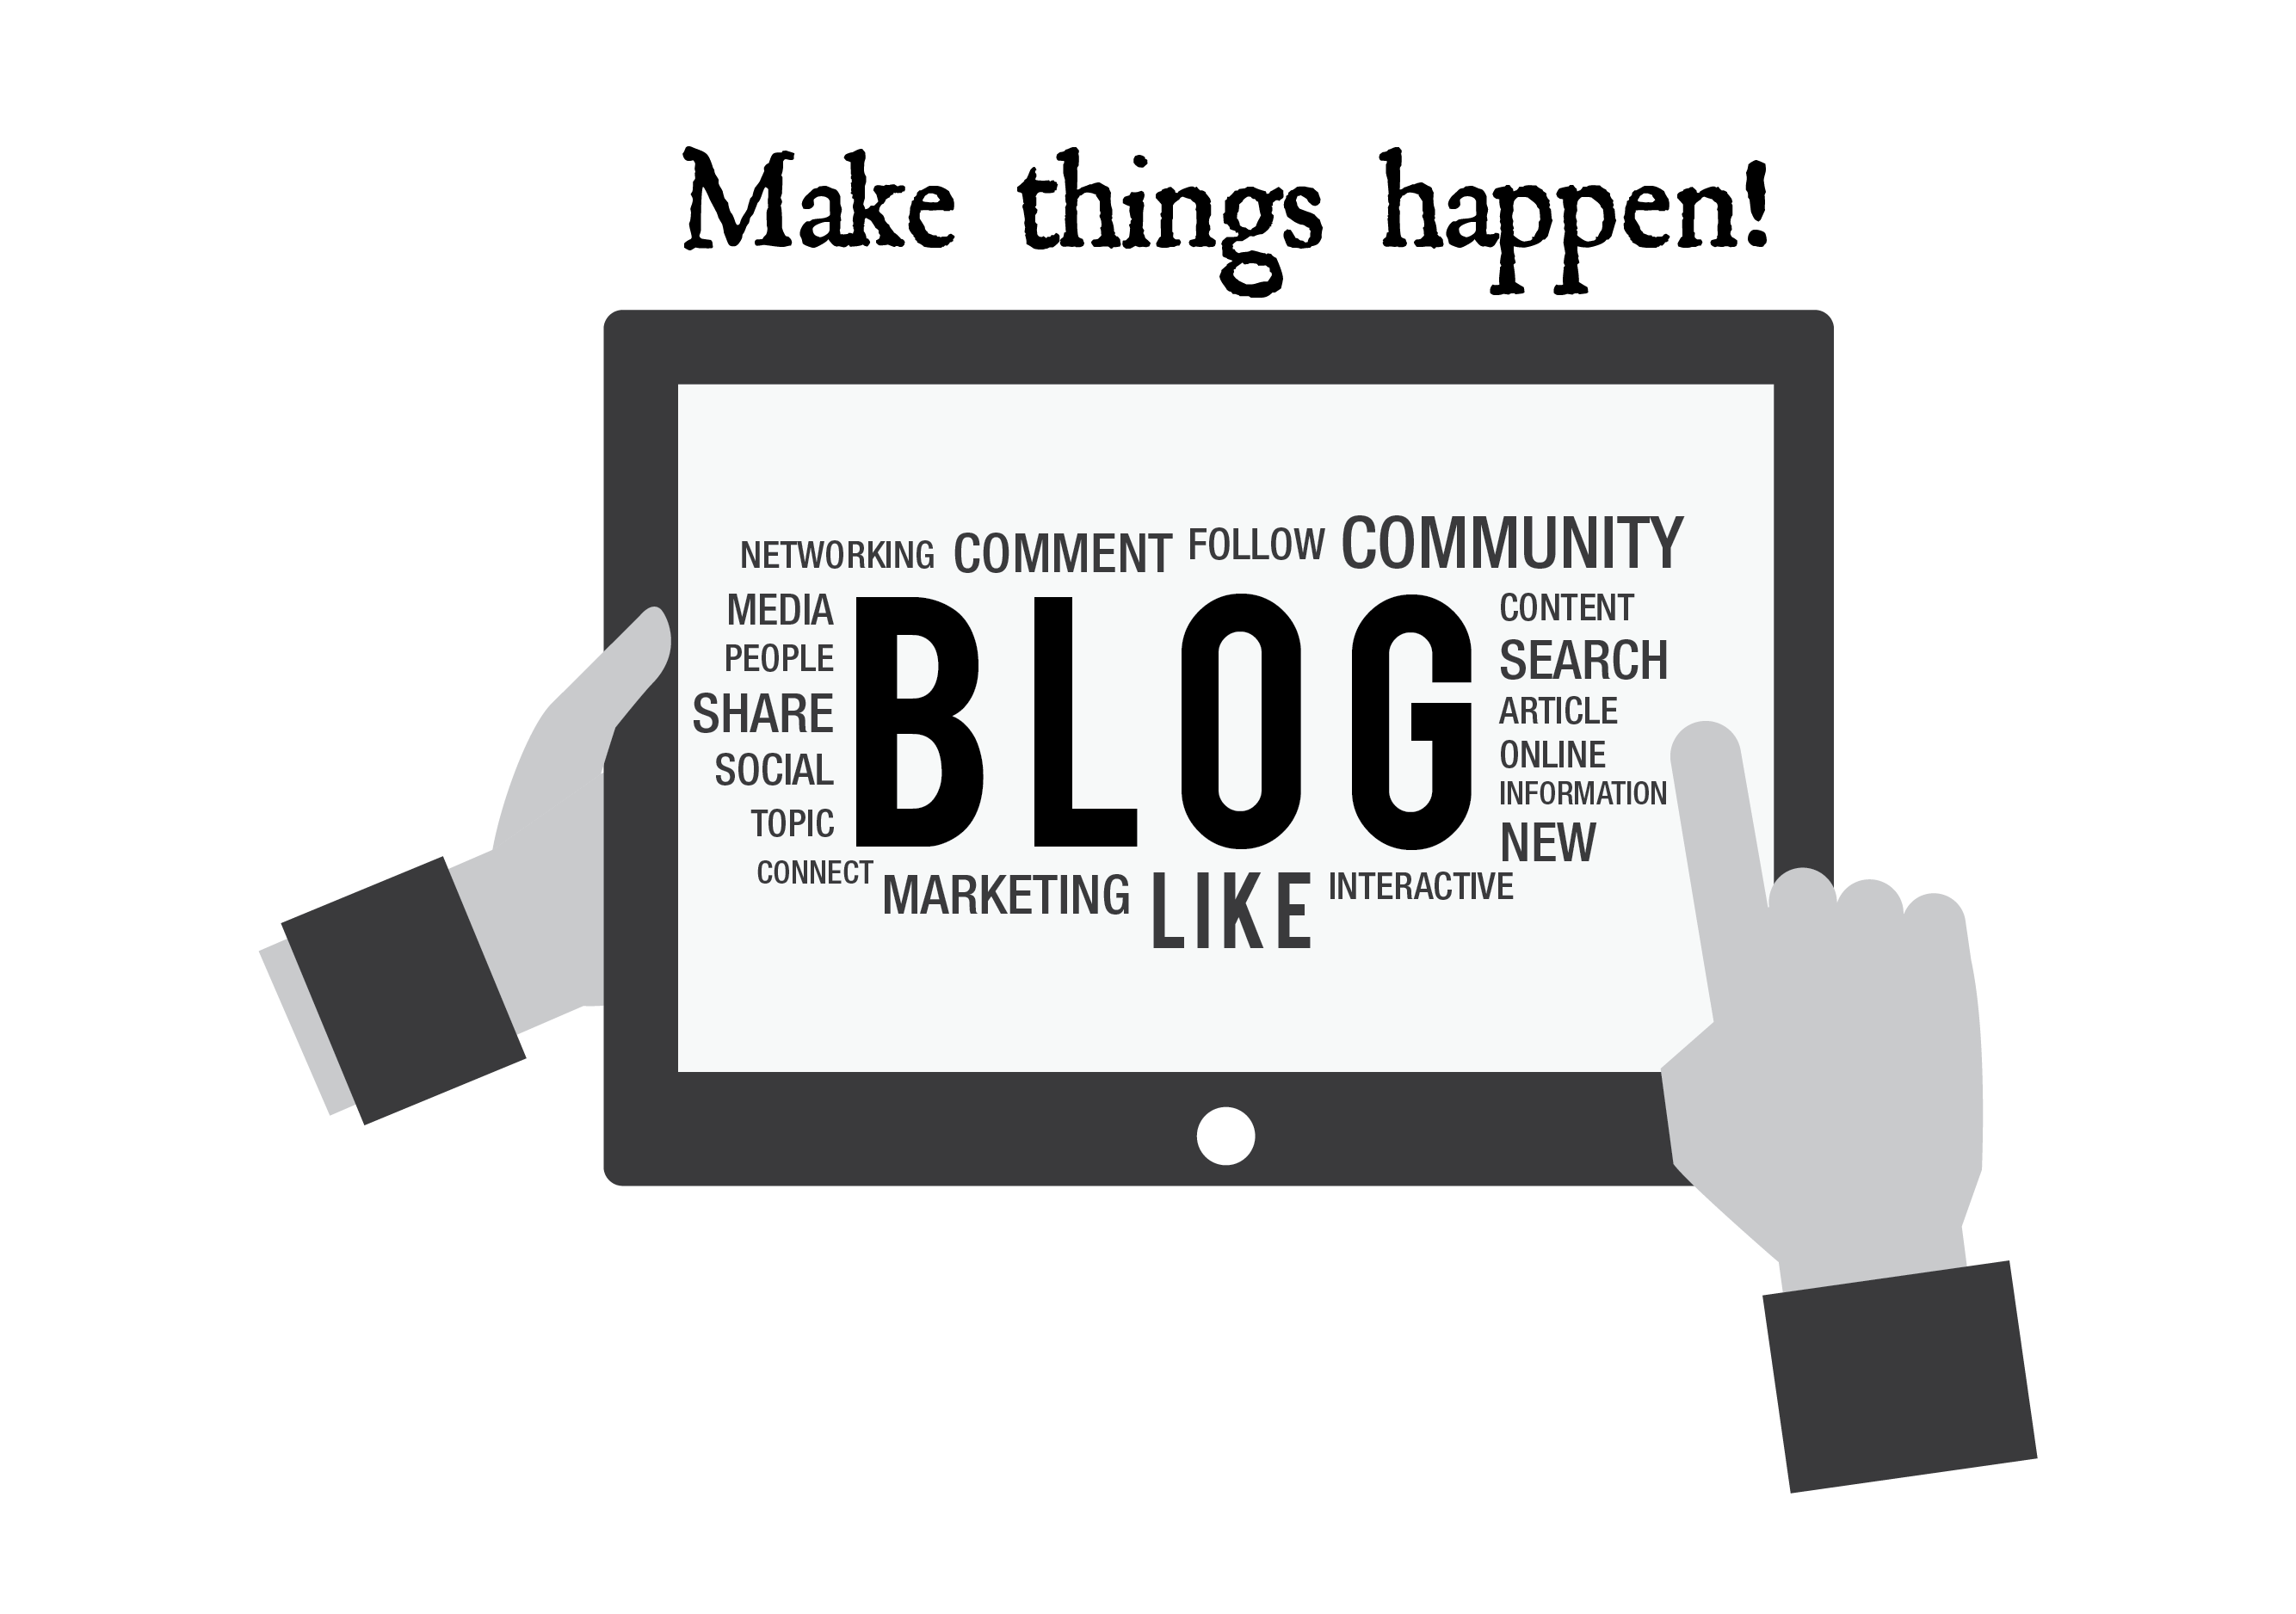 Make things happen!
NETWORKING COMMENT FOLLOW COMMUNITY
MEDIA
PEOPLE
SHARE
SOCIAL
TOPIC
CONNECT
BLOG
CONTENT
SEARCH
ARTICLE
ONLINE
INFORMATION
NEW
MARKETING LIKE INTERACTIVE